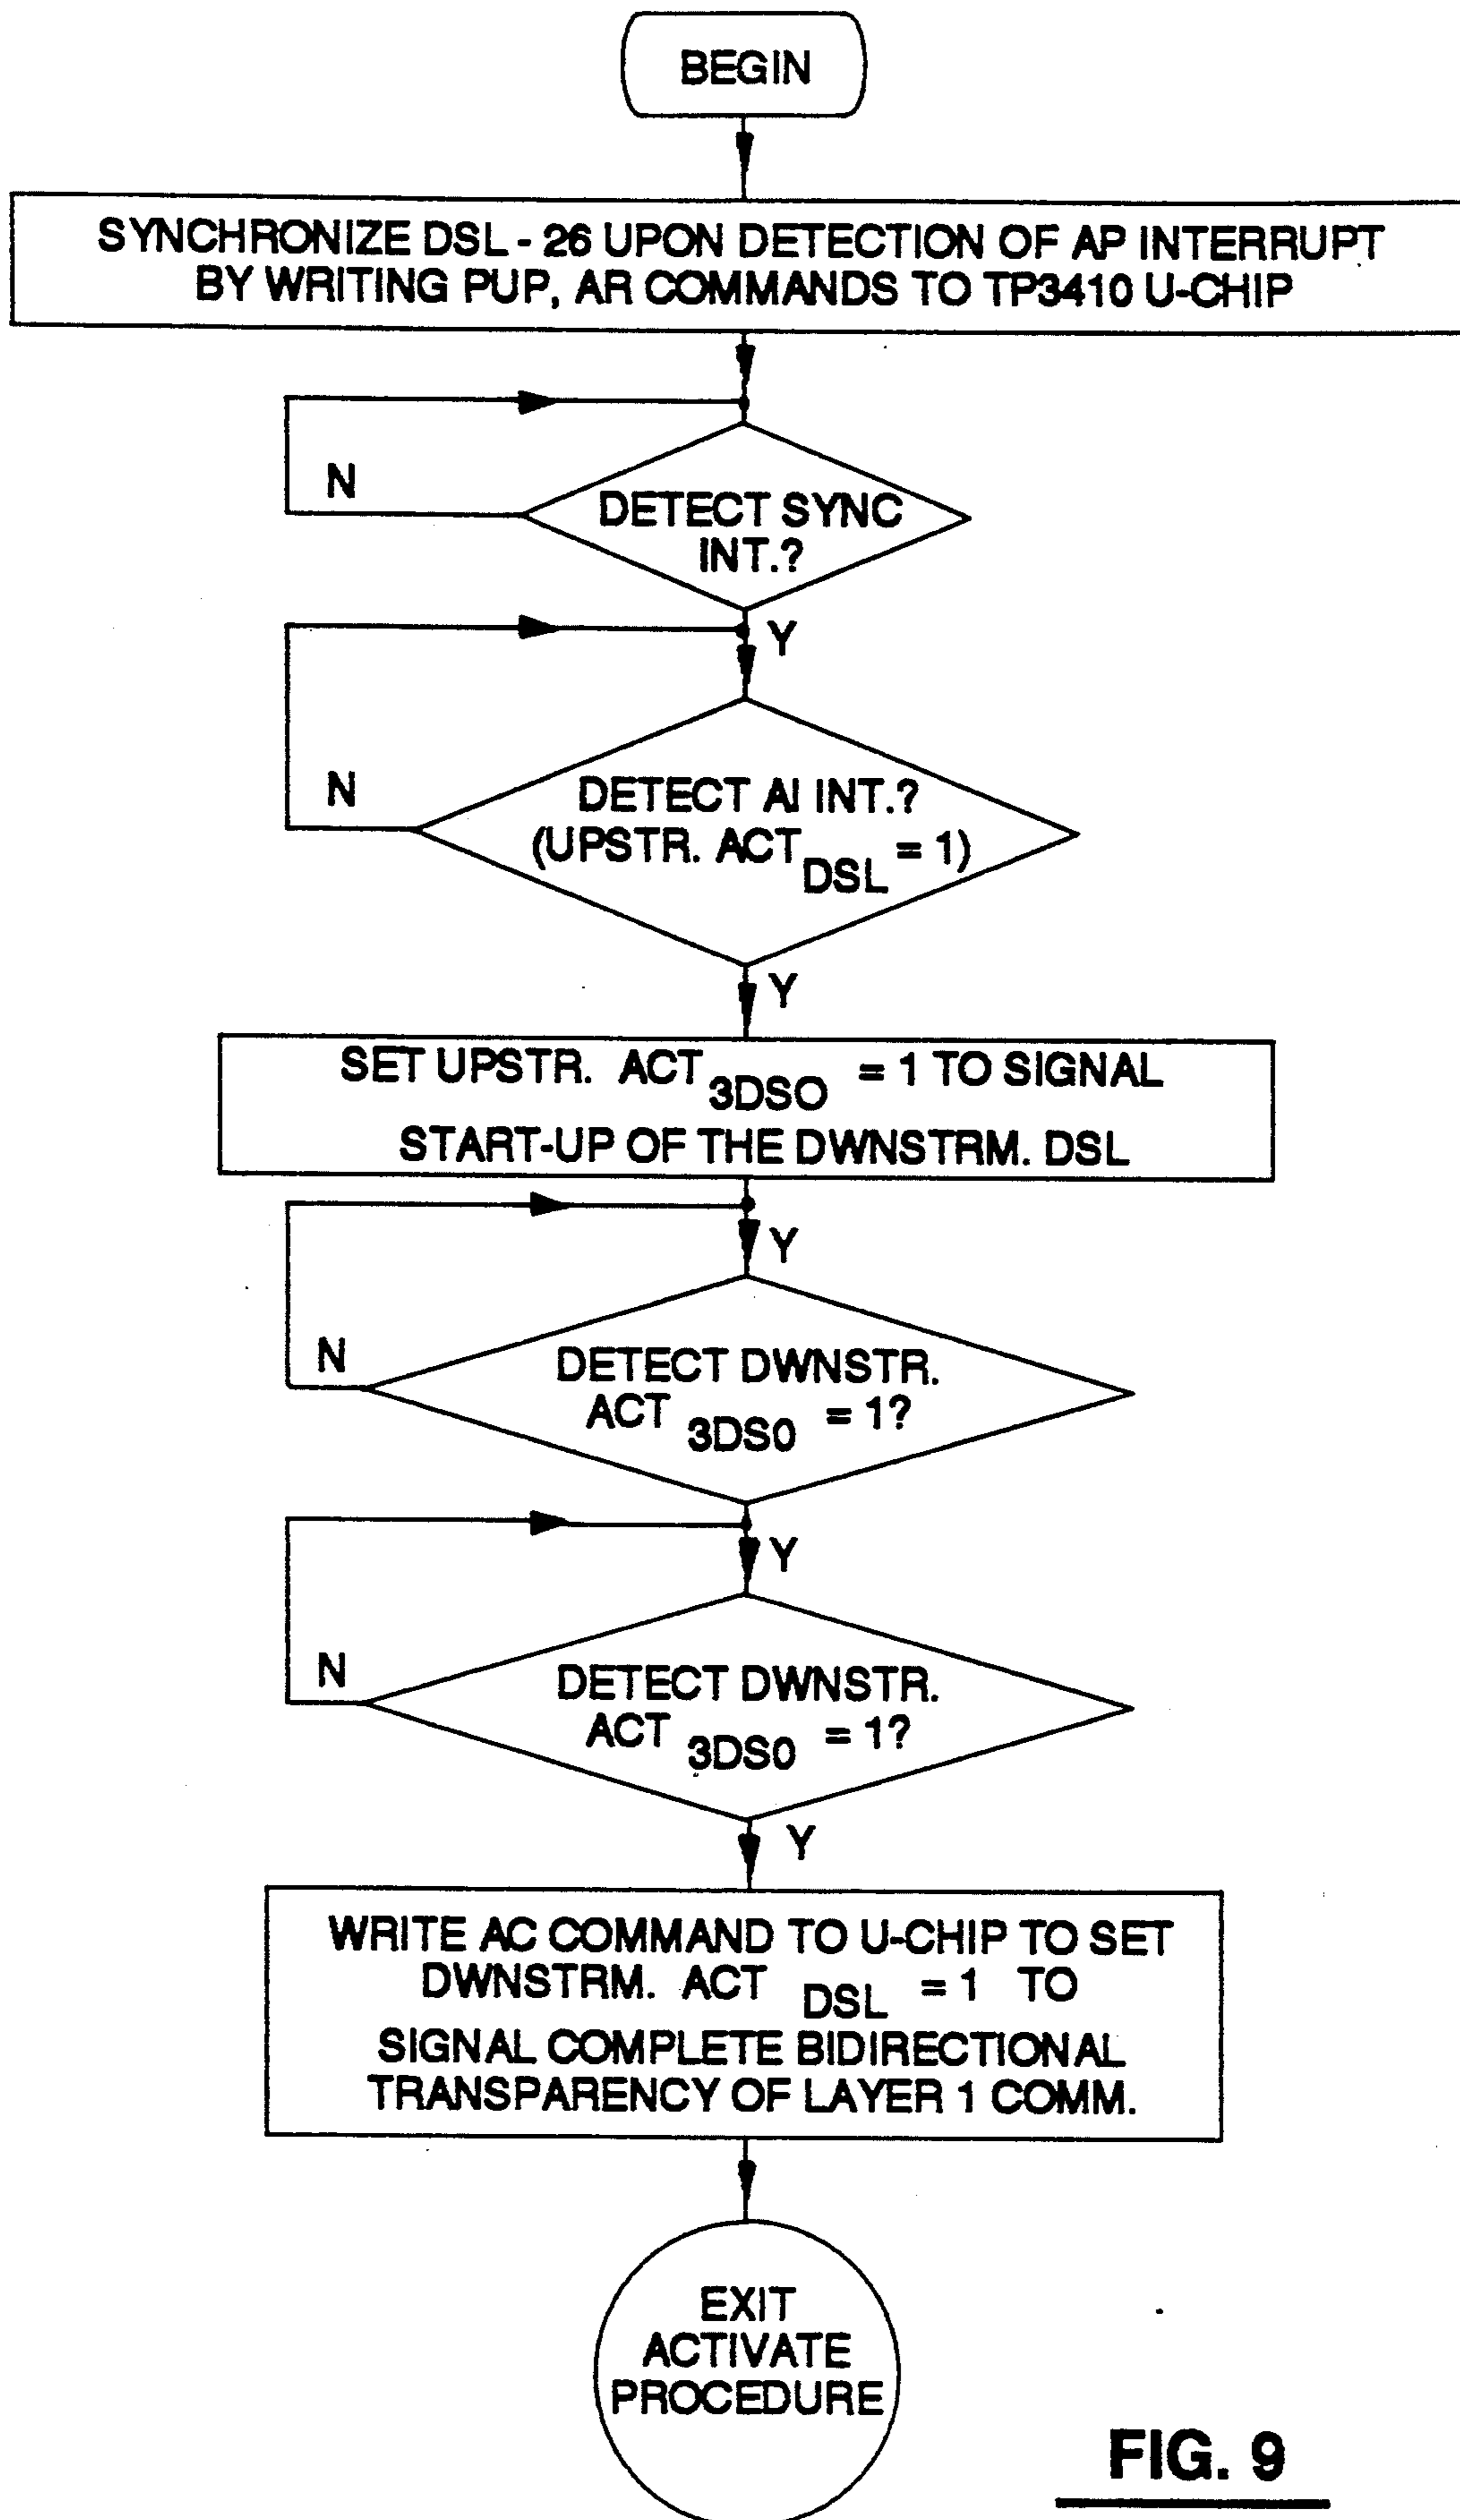 BEGIN
SYNCHRONIZE DSL - 26 UPON DETECTION OF AP INTERRUPT
BY WRITING PUP, AR COMMANDS TO TP3410 U-CHIP
N
DETECT SYNC
INT.?
Y
N
DETECT AI INT.?
(UPSTR. ACT DSL = 1)
Y
SET UPSTR. ACT 3DSO = 1 TO SIGNAL
START-UP OF THE DWNSTRM. DSL
Y
N
DETECT DWNSTR.
ACT 3DS0 = 1?
Y
N
DETECT DWNSTR.
ACT 3DS0 = 1?
Y
WRITE AC COMMAND TO U-CHIP TO SET
DWNSTRM. ACT DSL = 1 TO
SIGNAL COMPLETE BIDIRECTIONAL
TRANSPARENCY OF LAYER 1 COMM.
EXIT
ACTIVATE
PROCEDURE
FIG. 9